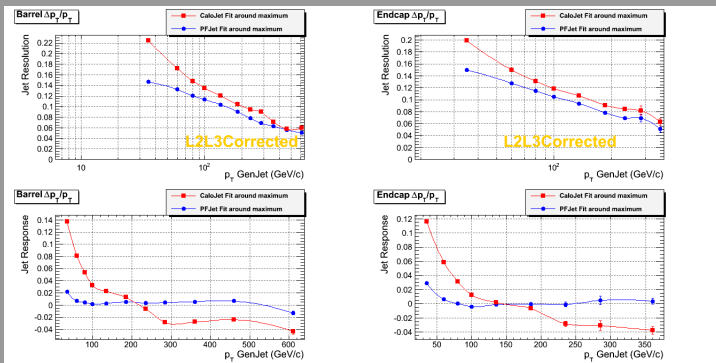 Barrel Δp_T/p_T
CaloJet Fit around maximum
PFJet Fit around maximum
Jet Resolution
0.22
0.2
0.18
0.16
0.14
0.12
0.1
0.08
0.06
0.04
0.02
0
L2L3Corrected
10
10²
p_T GenJet (GeV/c)
Endcap Δp_T/p_T
CaloJet Fit around maximum
PFJet Fit around maximum
Jet Resolution
0.2
0.18
0.16
0.14
0.12
0.1
0.08
0.06
0.04
0.02
0
L2L3Corrected
10²
p_T GenJet (GeV/c)
Barrel Δp_T/p_T
CaloJet Fit around maximum
PFJet Fit around maximum
Jet Response
0.14
0.12
0.1
0.08
0.06
0.04
0.02
0
-0.02
-0.04
100 200 300 400 500 600
p_T GenJet (GeV/c)
Endcap Δp_T/p_T
CaloJet Fit around maximum
PFJet Fit around maximum
Jet Response
0.12
0.1
0.08
0.06
0.04
0.02
0
-0.02
-0.04
50 100 150 200 250 300 350
p_T GenJet (GeV/c)